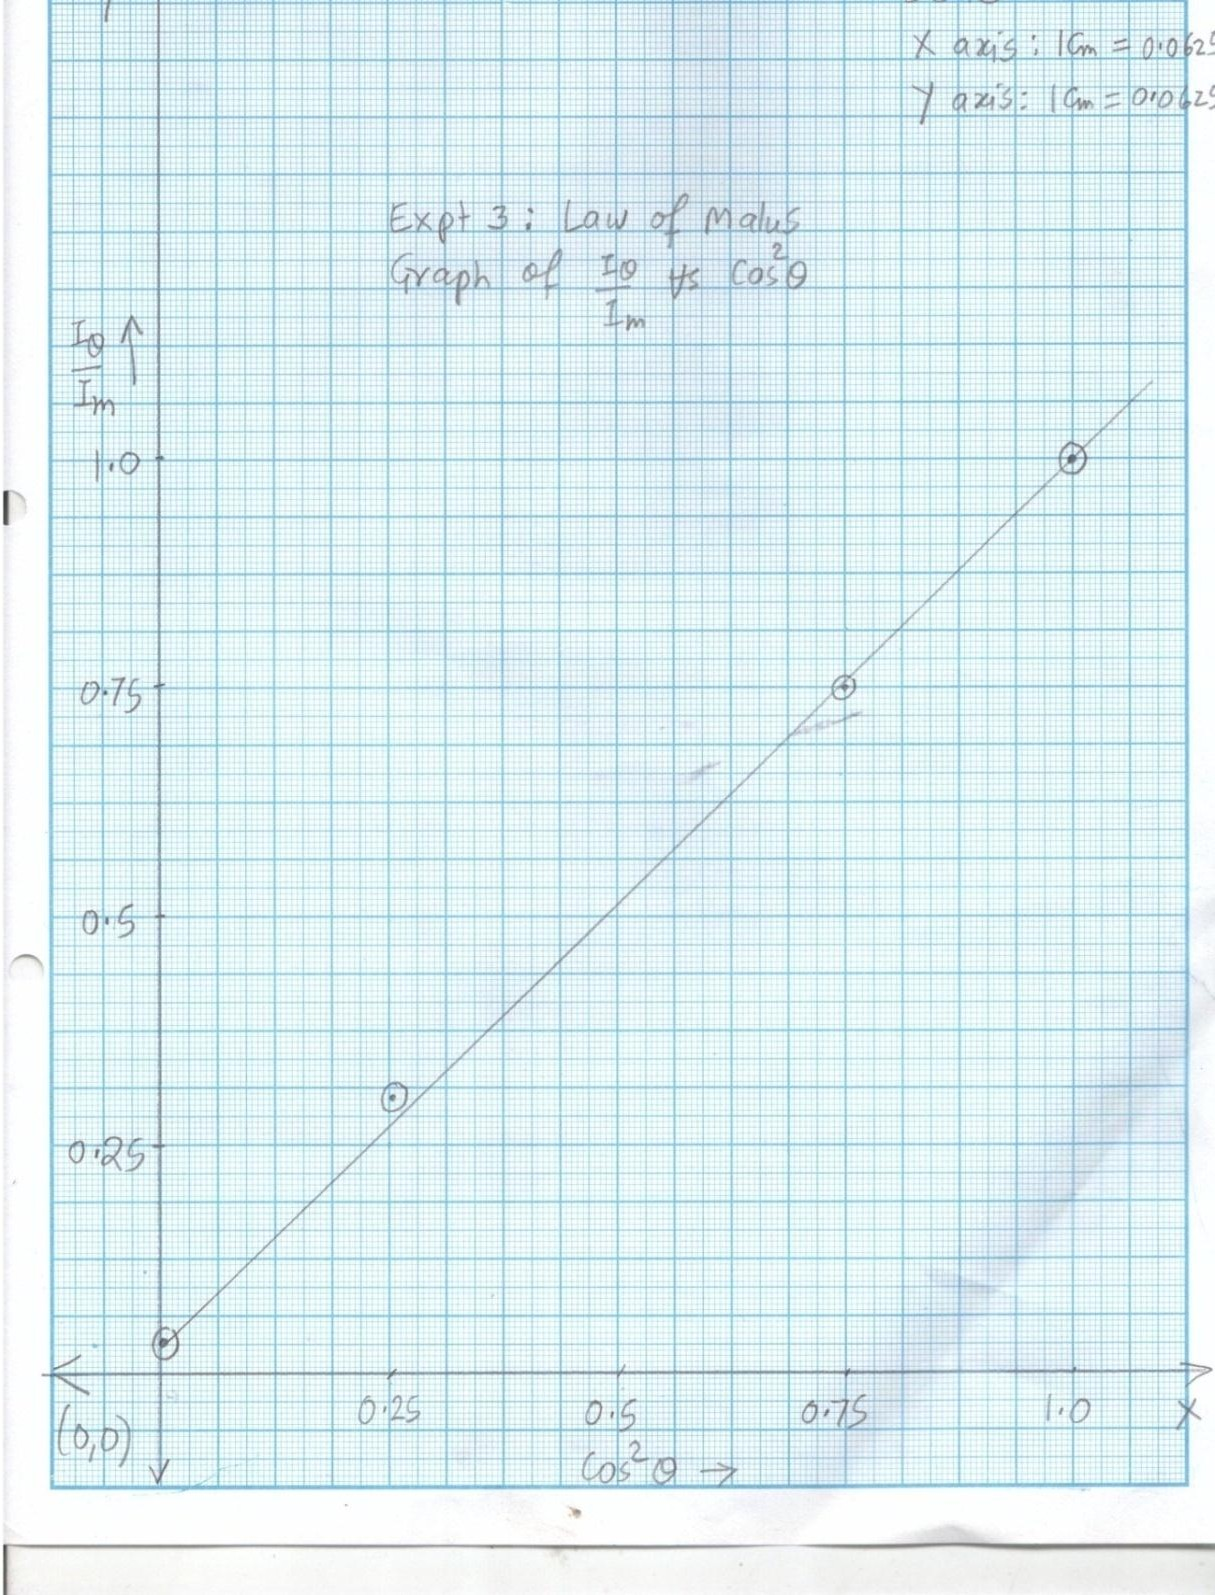 X axis: 1Cm = 0.0625
Y axis: 1Cm = 0.0625
Expt 3: Law of Malus
Graph of Iθ/Im Vs Cos²θ
Iθ/Im ↑
1.0
0.75
0.5
0.25
0.25 0.5 0.75 1.0 X
(0,0)
Cos²θ →